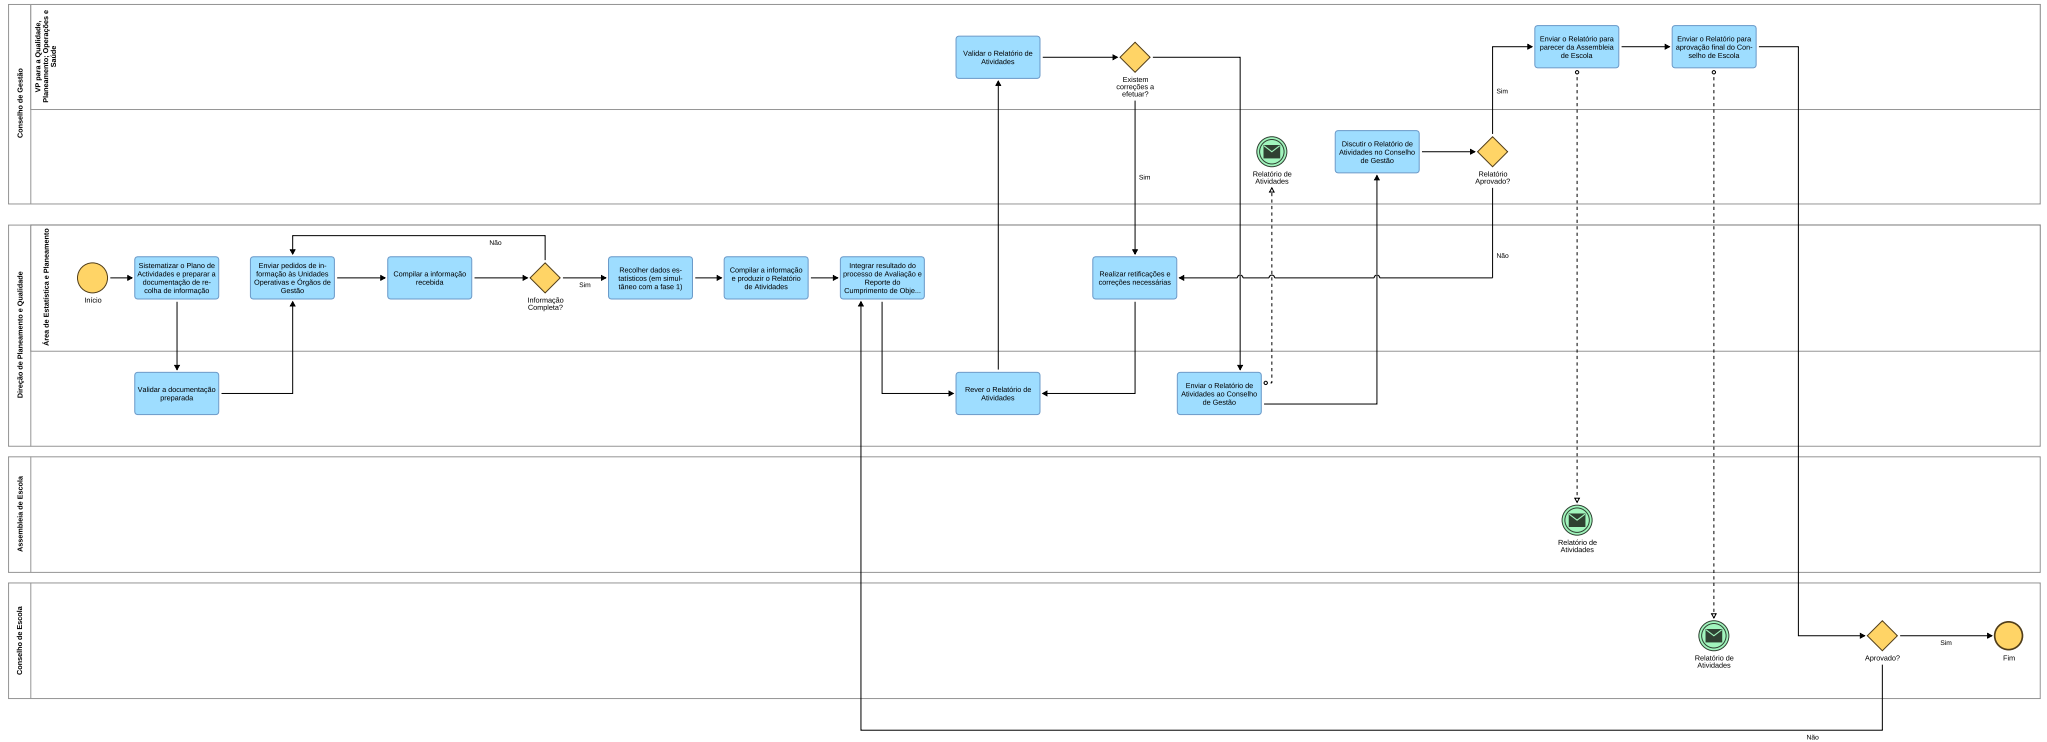 Conselho de Gestão
VP para a Qualidade,
Planeamento, Operações e
Saúde
Validar o Relatório de
Atividades
Existem
correções a
efetuar?
Sim
Relatório de
Atividades
Discutir o Relatório de
Atividades no Conselho
de Gestão
Relatório
Aprovado?
Sim
Não
Enviar o Relatório para
parecer da Assembleia
de Escola
Enviar o Relatório para
aprovação final do Con-
selho de Escola
Direção de Planeamento e Qualidade
Área de Estatística e Planeamento
Início
Sistematizar o Plano de
Actividades e preparar a
documentação de re-
colha de informação
Enviar pedidos de in-
formação às Unidades
Operativas e Órgãos de
Gestão
Compilar a informação
recebida
Não
Informação
Completa?
Sim
Recolher dados es-
tatísticos (em simul-
tâneo com a fase 1)
Compilar a informação
e produzir o Relatório
de Atividades
Integrar resultado do
processo de Avaliação e
Reporte do
Cumprimento de Obje...
Realizar retificações e
correções necessárias
Validar a documentação
preparada
Rever o Relatório de
Atividades
Enviar o Relatório de
Atividades ao Conselho
de Gestão
Assembleia de Escola
Relatório de
Atividades
Conselho de Escola
Relatório de
Atividades
Aprovado?
Sim
Fim
Não